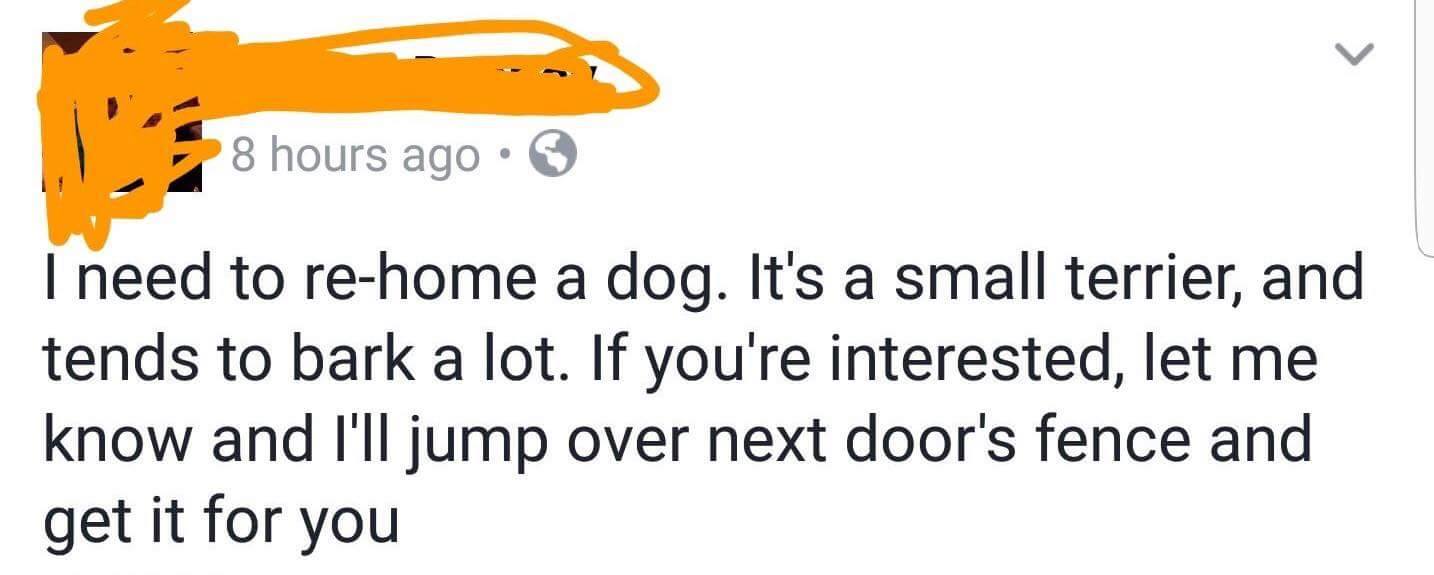 8 hours ago •
I need to re-home a dog. It's a small terrier, and
tends to bark a lot. If you're interested, let me
know and I'll jump over next door's fence and
get it for you